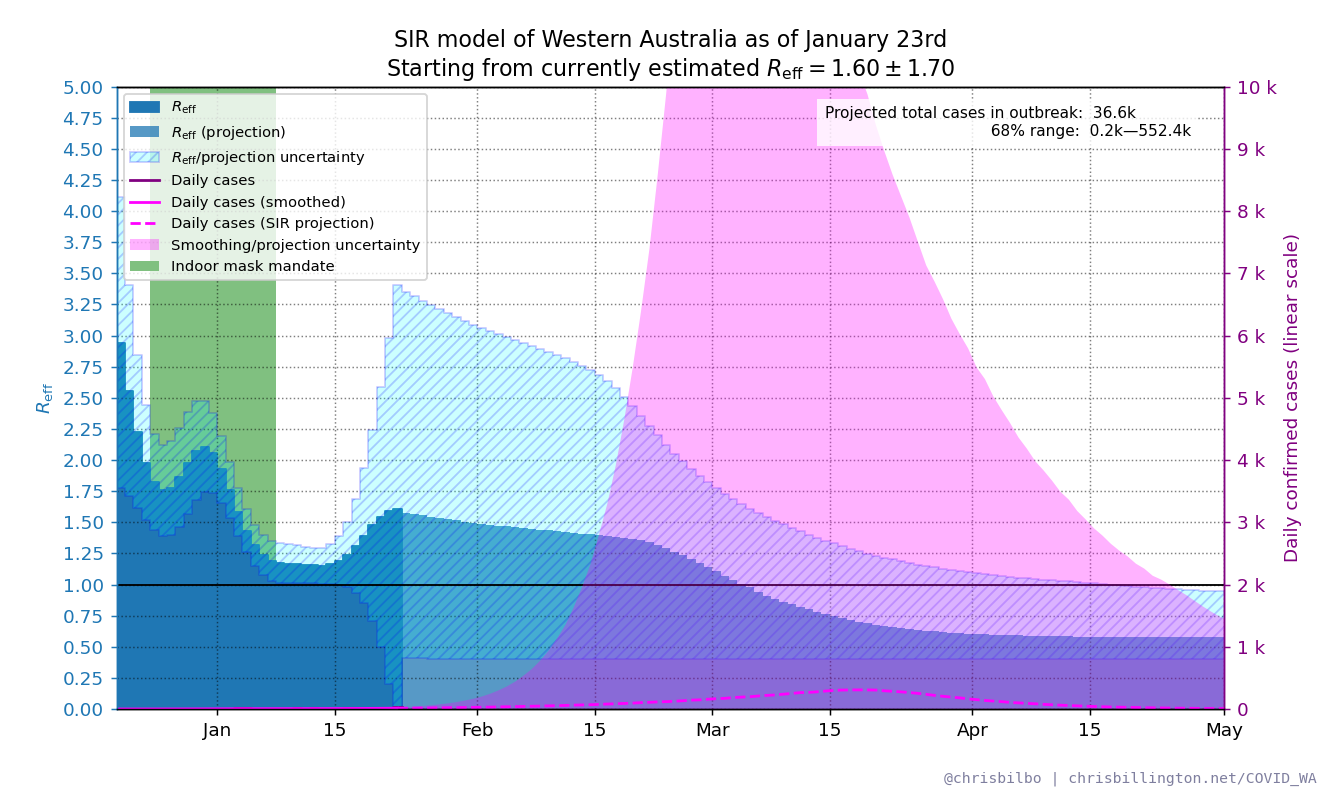 SIR model of Western Australia as of January 23rd
Starting from currently estimated R_eff = 1.60 ± 1.70
R_eff
R_eff (projection)
R_eff/projection uncertainty
Daily cases
Daily cases (smoothed)
Daily cases (SIR projection)
Smoothing/projection uncertainty
Indoor mask mandate
Projected total cases in outbreak: 36.6k
68% range: 0.2k—552.4k
5.00
4.75
4.50
4.25
4.00
3.75
3.50
3.25
3.00
2.75
2.50
2.25
2.00
1.75
1.50
1.25
1.00
0.75
0.50
0.25
0.00
R_eff
10 k
9 k
8 k
7 k
6 k
5 k
4 k
3 k
2 k
1 k
0
Daily confirmed cases (linear scale)
Jan 15 Feb 15 Mar 15 Apr 15 May
@chrisbilbo | chrisbillington.net/COVID_WA